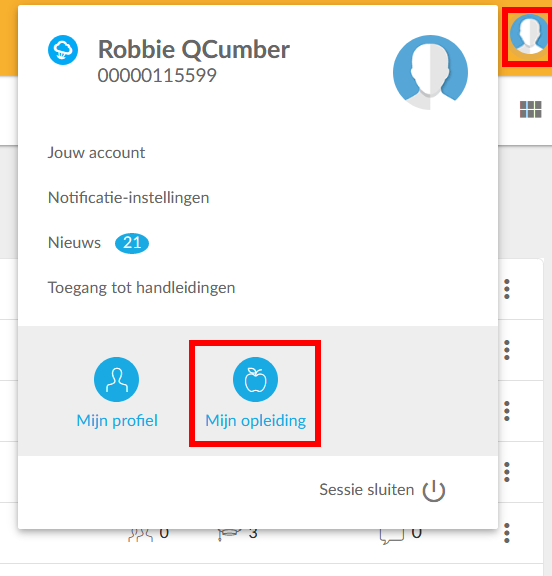 Robbie QCumber
00000115599
Jouw account
Notificatie-instellingen
Nieuws 21
Toegang tot handleidingen
Mijn profiel Mijn opleiding
Sessie sluiten
0 3 0